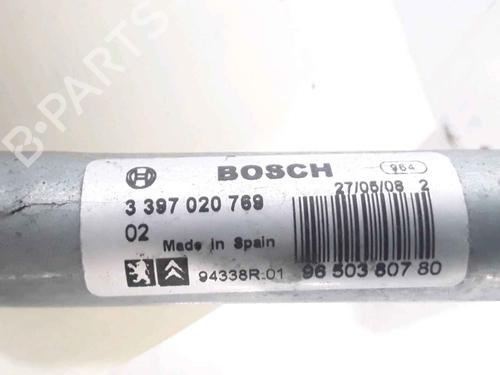 B-PARTS
BOSCH 964
27/05/08 2
3 397 020 769
02 Made in Spain
94338R.01 96 503 807 80